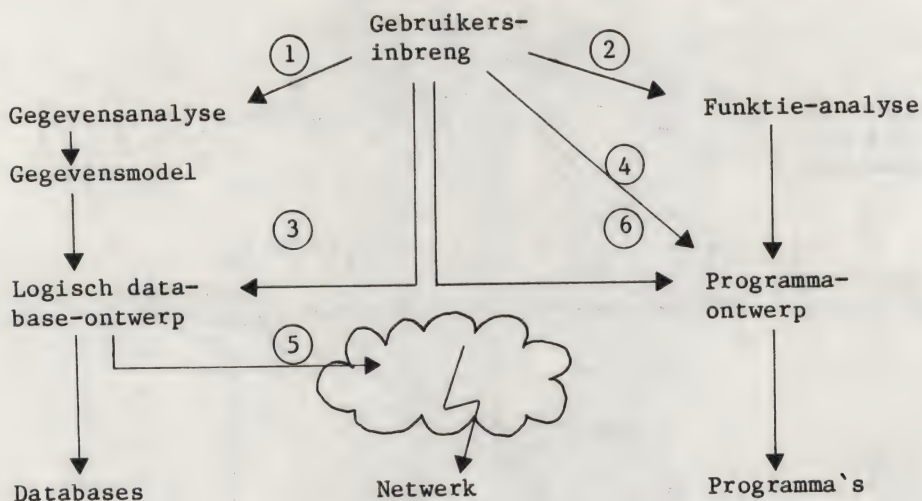 Gebruikers-
inbreng
1
2
Gegevensanalyse
Funktie-analyse
Gegevensmodel
4
3
6
Logisch data-
base-ontwerp
Programma-
ontwerp
5
Databases
Netwerk
Programma`s